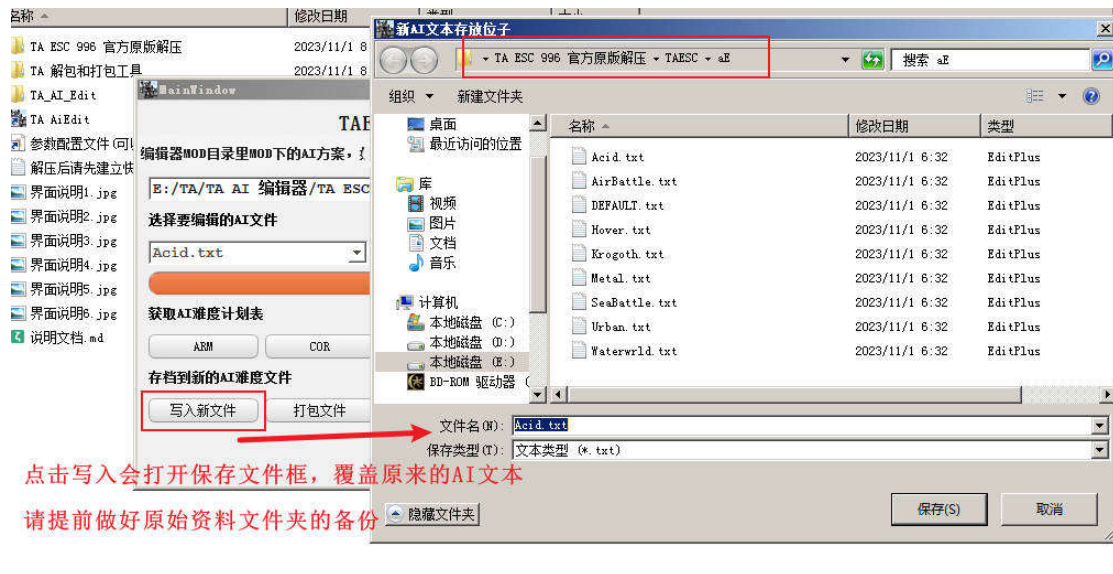 名称
修改日期
类型
大小
TA ESC 996 官方原版解压
2023/11/1 8
TA 解包和打包工具
2023/11/1 8
TA_AI_Edit
TA AiEdit
参数配置文件(可
解压后请先建立快
界面说明1.jpg
界面说明2.jpg
界面说明3.jpg
界面说明4.jpg
界面说明5.jpg
界面说明6.jpg
说明文档.md
MainWindow
编辑器MOD目录里MOD下的AI方案,
E:/TA/TA AI 编辑器/TA ESC
选择要编辑的AI文件
Acid.txt
获取AI难度计划表
ARM
COR
存档到新的AI难度文件
写入新文件
打包文件
新AI文本存放位子
TA ESC 996 官方原版解压
TAESC
aE
搜索 aE
组织
新建文件夹
桌面
最近访问的位置
库
视频
图片
文档
音乐
计算机
本地磁盘 (C:)
本地磁盘 (D:)
本地磁盘 (E:)
BD-ROM 驱动器 (
名称
修改日期
类型
Acid.txt 2023/11/1 6:32 EditPlus
AirBattle.txt 2023/11/1 6:32 EditPlus
DEFAULT.txt 2023/11/1 6:32 EditPlus
Hover.txt 2023/11/1 6:32 EditPlus
Krogoth.txt 2023/11/1 6:32 EditPlus
Metal.txt 2023/11/1 6:32 EditPlus
SeaBattle.txt 2023/11/1 6:32 EditPlus
Urban.txt 2023/11/1 6:32 EditPlus
Waterwrld.txt 2023/11/1 6:32 EditPlus
文件名(N): Acid.txt
保存类型(T): 文本类型 (*.txt)
隐藏文件夹
保存(S)
取消
点击写入会打开保存文件框,覆盖原来的AI文本
请提前做好原始资料文件夹的备份